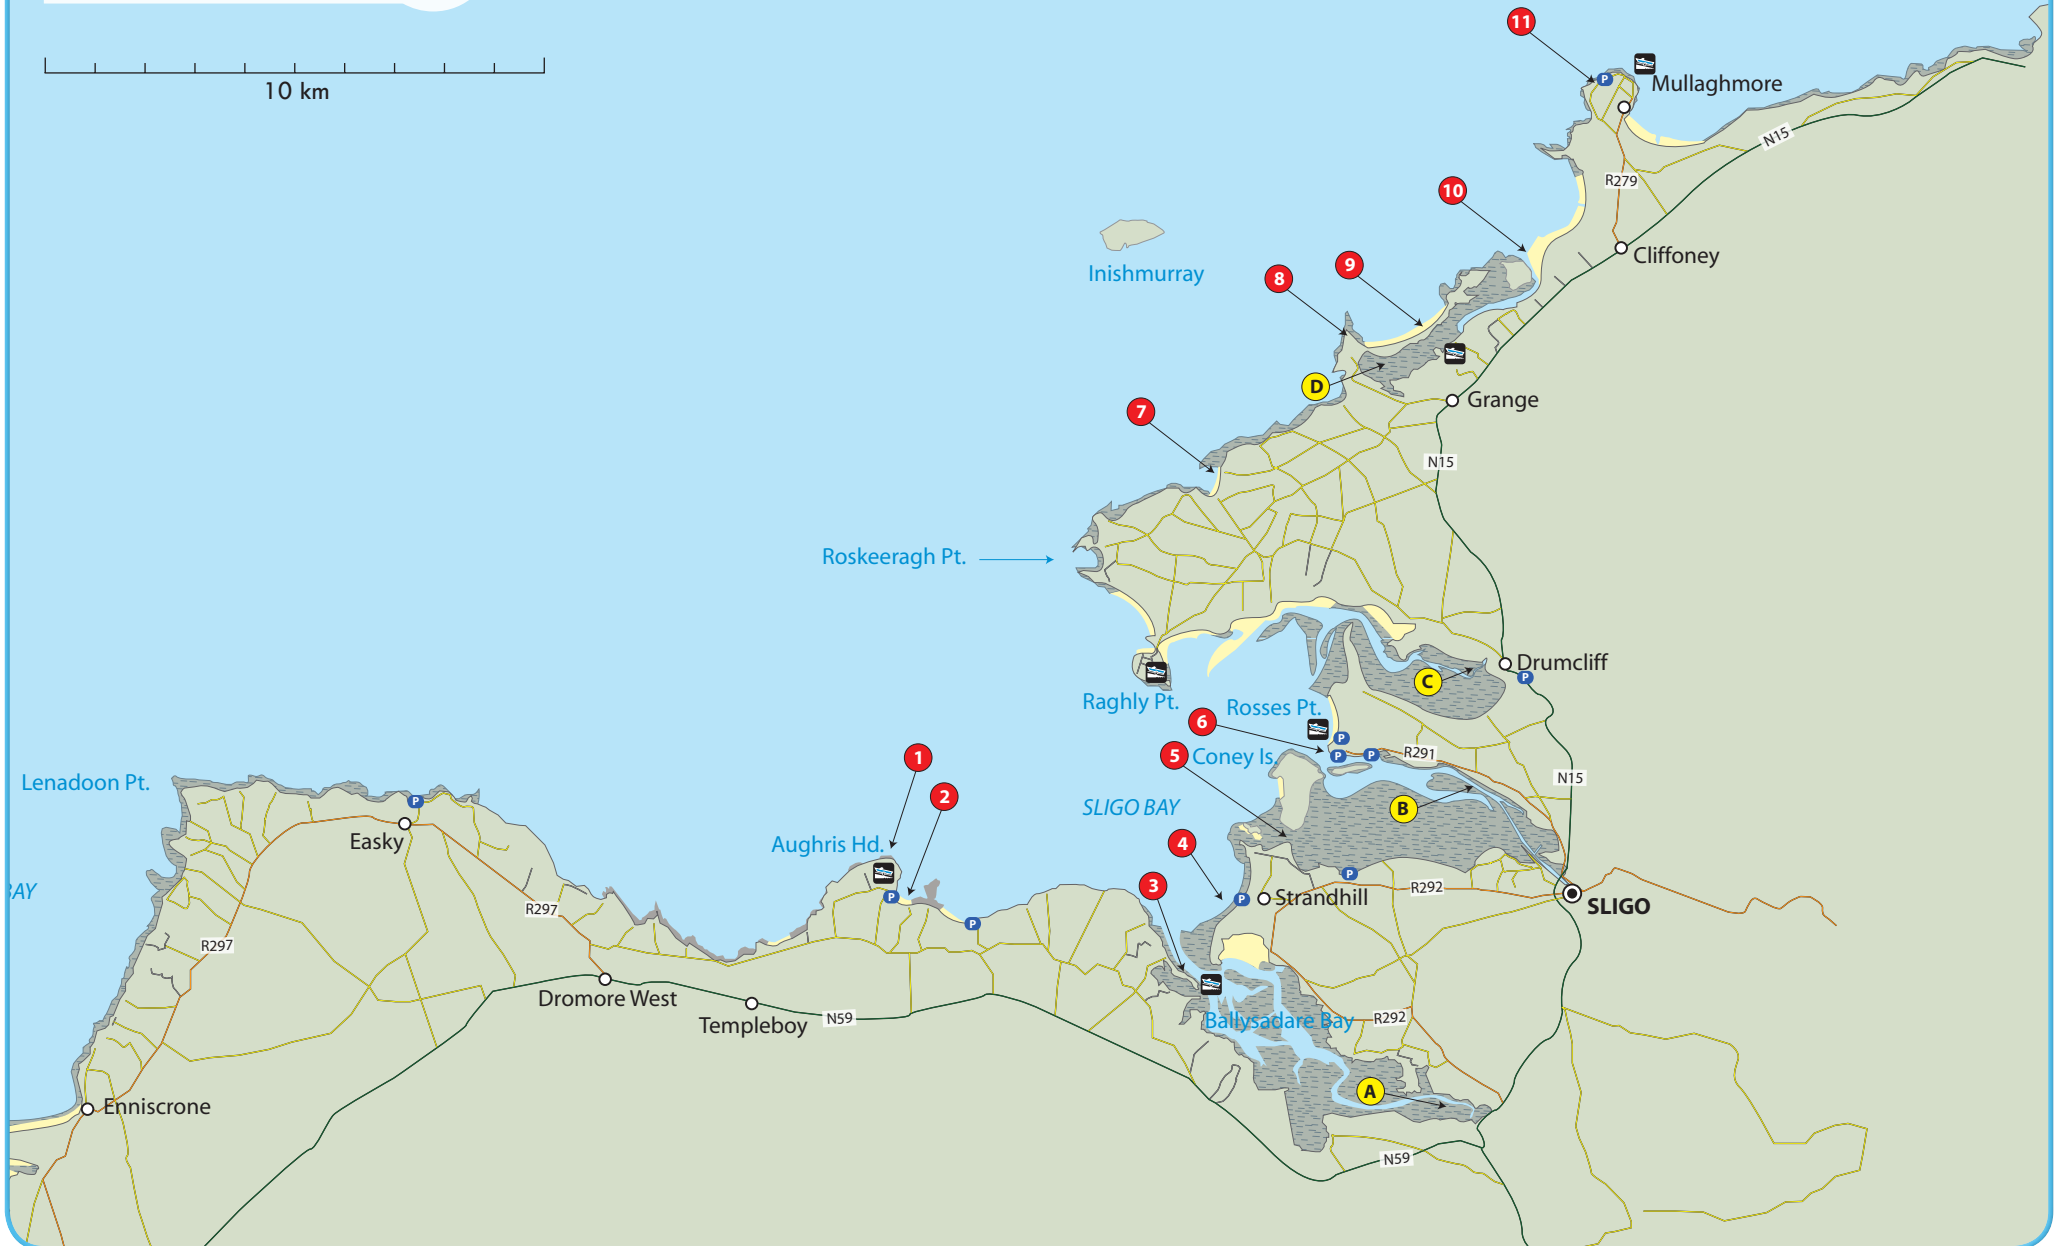 10 km
11
P
Mullaghmore
N15
R279
10
Cliffoney
Inishmurray
8
9
D
Grange
7
N15
Roskeeragh Pt.
Drumcliff
P
C
Raghly Pt.
Rosses Pt.
6
P
P
P
R291
5
Coney Is.
N15
Lenadoon Pt.
1
2
SLIGO BAY
B
P
Easky
Aughris Hd.
4
3
P
R292
BAY
P
P
P
Strandhill
SLIGO
R297
R297
Dromore West
Templeboy
N59
Ballysadare Bay
R292
A
Enniscrone
N59